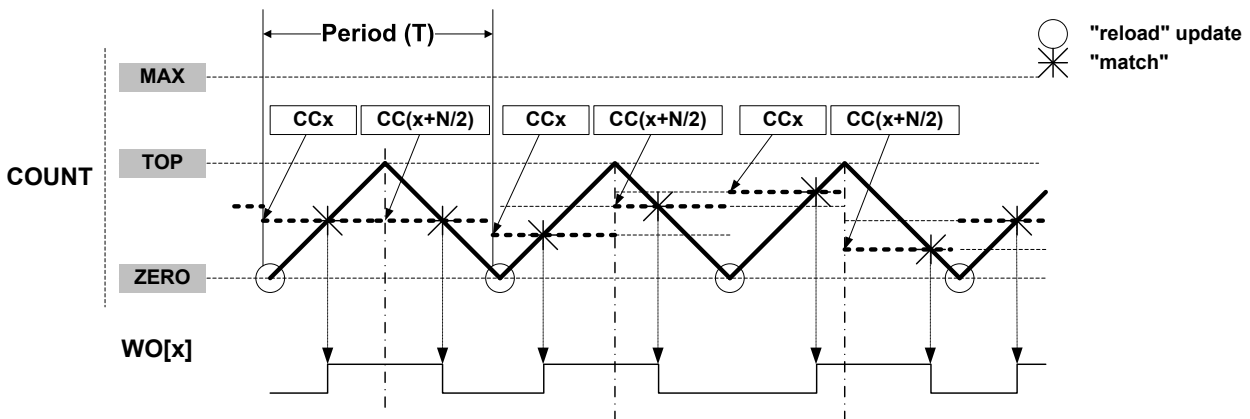 Period (T)
"reload" update
"match"
MAX
CCx
CC(x+N/2)
CCx
CC(x+N/2)
CCx
CC(x+N/2)
COUNT
TOP
ZERO
WO[x]